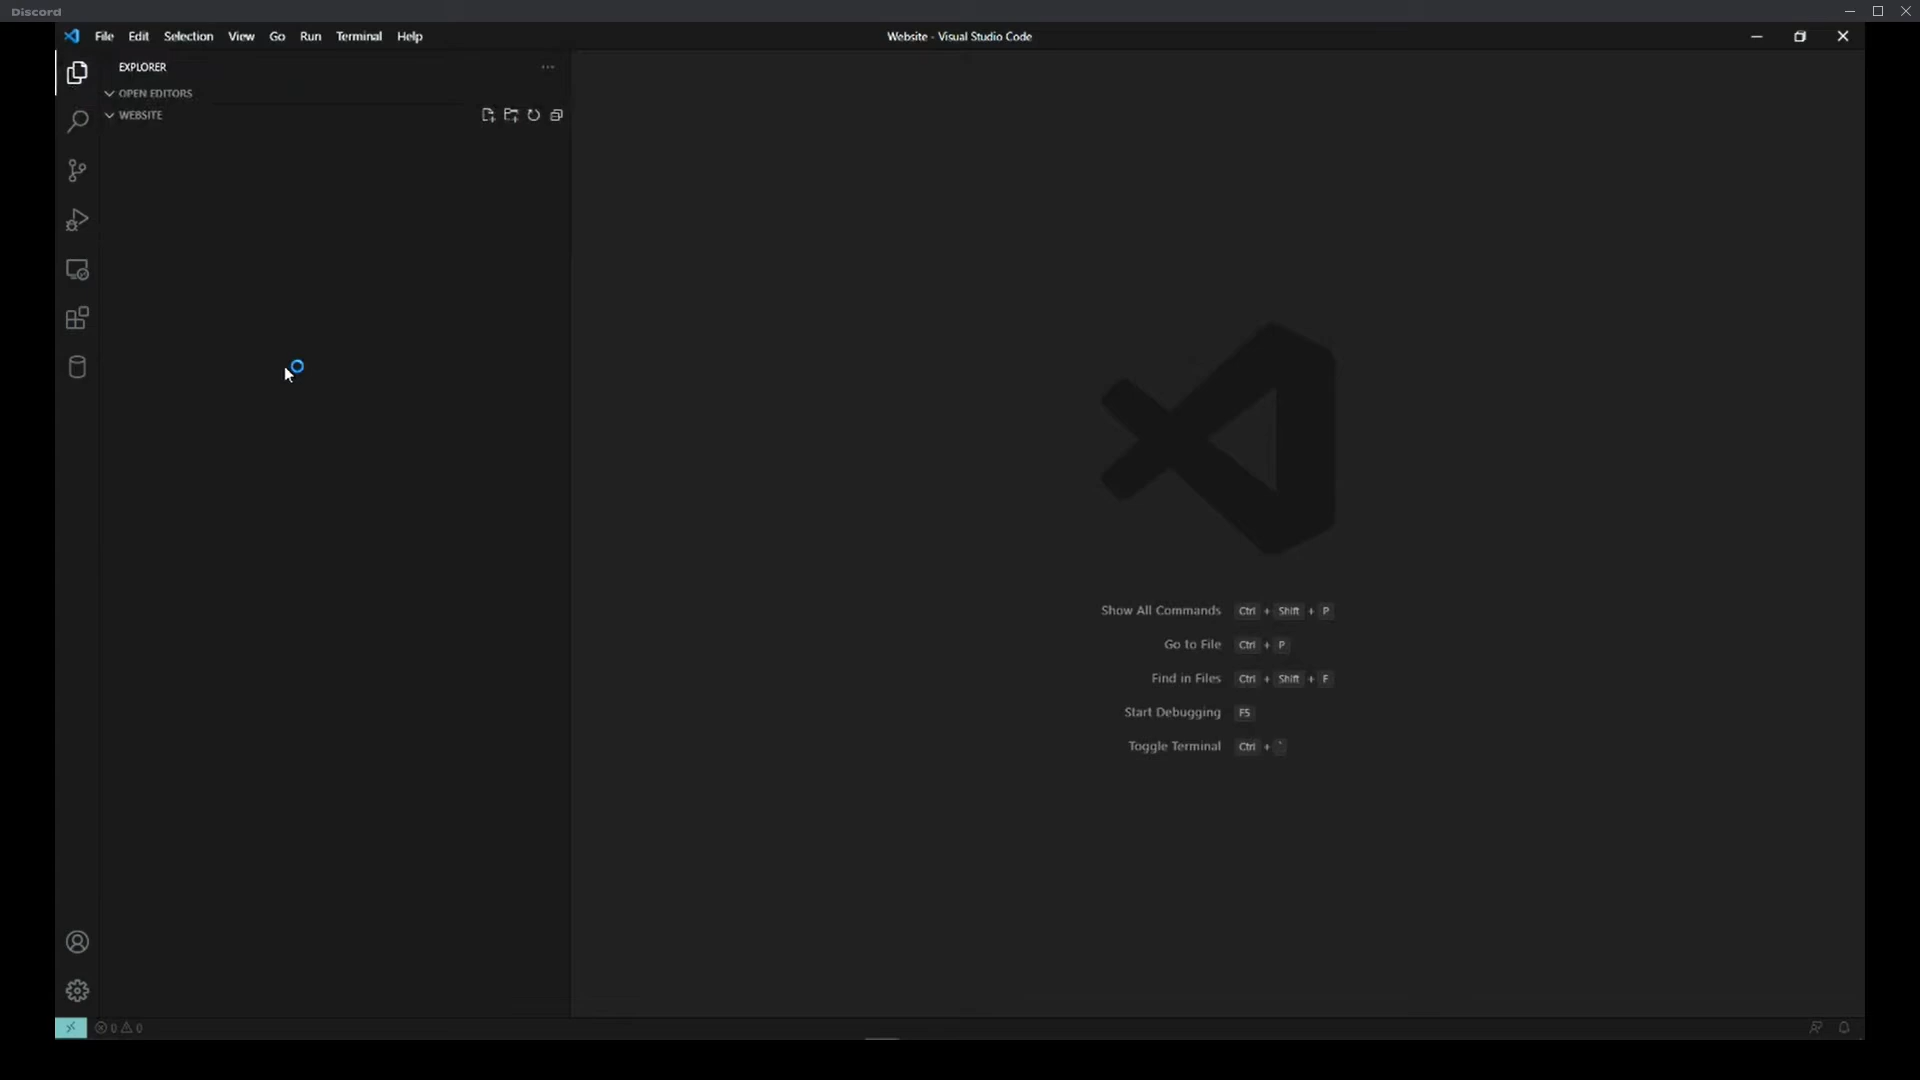 Discord
File Edit Selection View Go Run Terminal Help
Website - Visual Studio Code
EXPLORER
OPEN EDITORS
WEBSITE
Show All Commands Ctrl + Shift + P
Go to File Ctrl + P
Find in Files Ctrl + Shift + F
Start Debugging F5
Toggle Terminal Ctrl + `
0 0